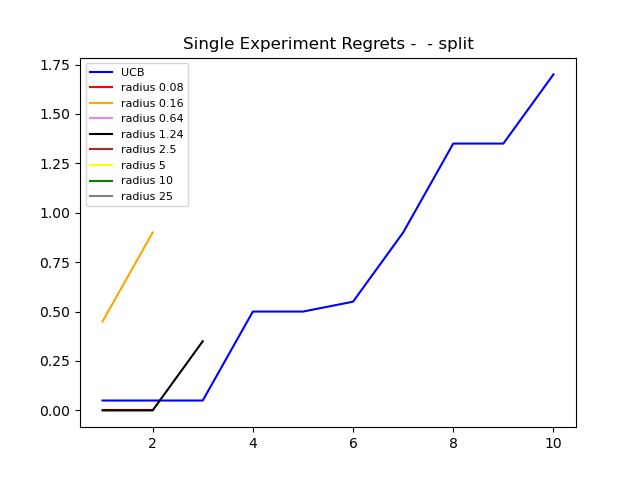 Single Experiment Regrets -  - split
1.75
1.50
1.25
1.00
0.75
0.50
0.25
0.00
UCB
radius 0.08
radius 0.16
radius 0.64
radius 1.24
radius 2.5
radius 5
radius 10
radius 25
2 4 6 8 10